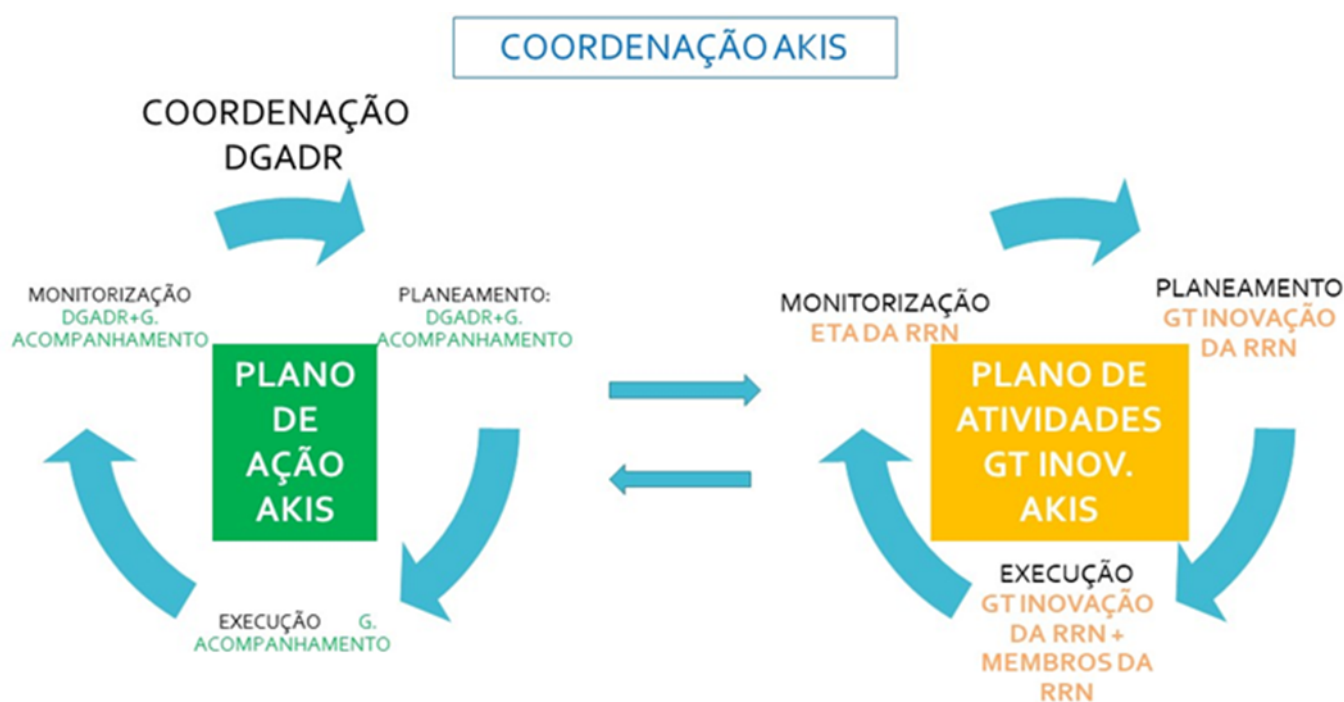 COORDENAÇÃO AKIS
COORDENAÇÃO
DGADR
MONITORIZAÇÃO
DGADR+G.
ACOMPANHAMENTO
PLANEAMENTO:
DGADR+G.
ACOMPANHAMENTO
PLANO
DE
AÇÃO
AKIS
EXECUÇÃO G.
ACOMPANHAMENTO
MONITORIZAÇÃO
ETA DA RRN
PLANEAMENTO
GT INOVAÇÃO
DA RRN
PLANO DE
ATIVIDADES
GT INOV.
AKIS
EXECUÇÃO
GT INOVAÇÃO
DA RRN +
MEMBROS DA
RRN